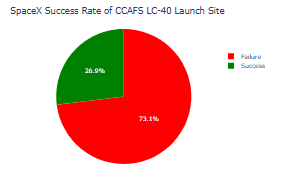 SpaceX Success Rate of CCAFS LC-40 Launch Site
Failure
Success
26.9%
73.1%